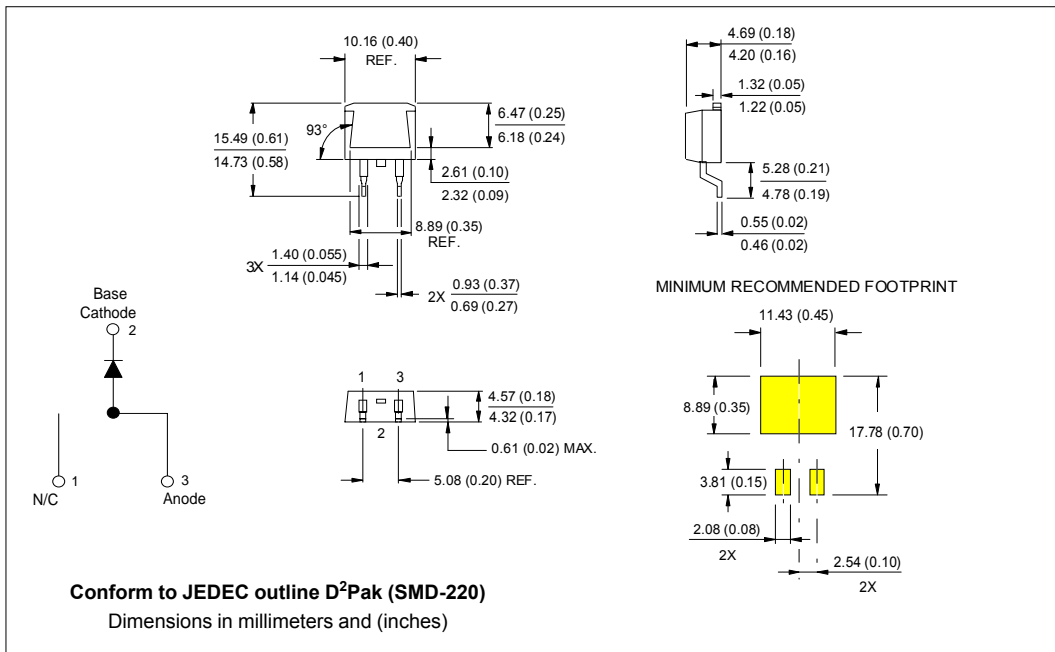 10.16 (0.40)
REF.
93°
15.49 (0.61)
14.73 (0.58)
6.47 (0.25)
6.18 (0.24)
2.61 (0.10)
2.32 (0.09)
8.89 (0.35)
REF.
3X
1.40 (0.055)
1.14 (0.045)
2X
0.93 (0.37)
0.69 (0.27)
4.69 (0.18)
4.20 (0.16)
1.32 (0.05)
1.22 (0.05)
5.28 (0.21)
4.78 (0.19)
0.55 (0.02)
0.46 (0.02)
Base
Cathode
2
1
N/C
3
Anode
1 3
2
4.57 (0.18)
4.32 (0.17)
0.61 (0.02) MAX.
5.08 (0.20) REF.
MINIMUM RECOMMENDED FOOTPRINT
11.43 (0.45)
8.89 (0.35)
17.78 (0.70)
3.81 (0.15)
2.08 (0.08)
2X
2.54 (0.10)
2X
Conform to JEDEC outline D²Pak (SMD-220)
Dimensions in millimeters and (inches)